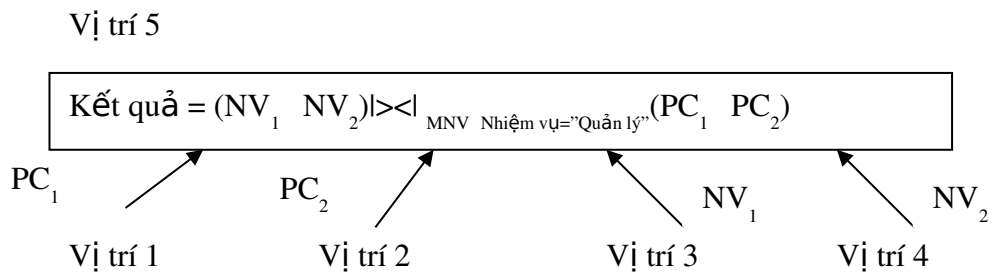 Vị trí 5
Kết quả = (NV1 NV2)|><| MNV Nhiệm vụ=”Quản lý”(PC1 PC2)
PC1 PC2 NV1 NV2
Vị trí 1 Vị trí 2 Vị trí 3 Vị trí 4